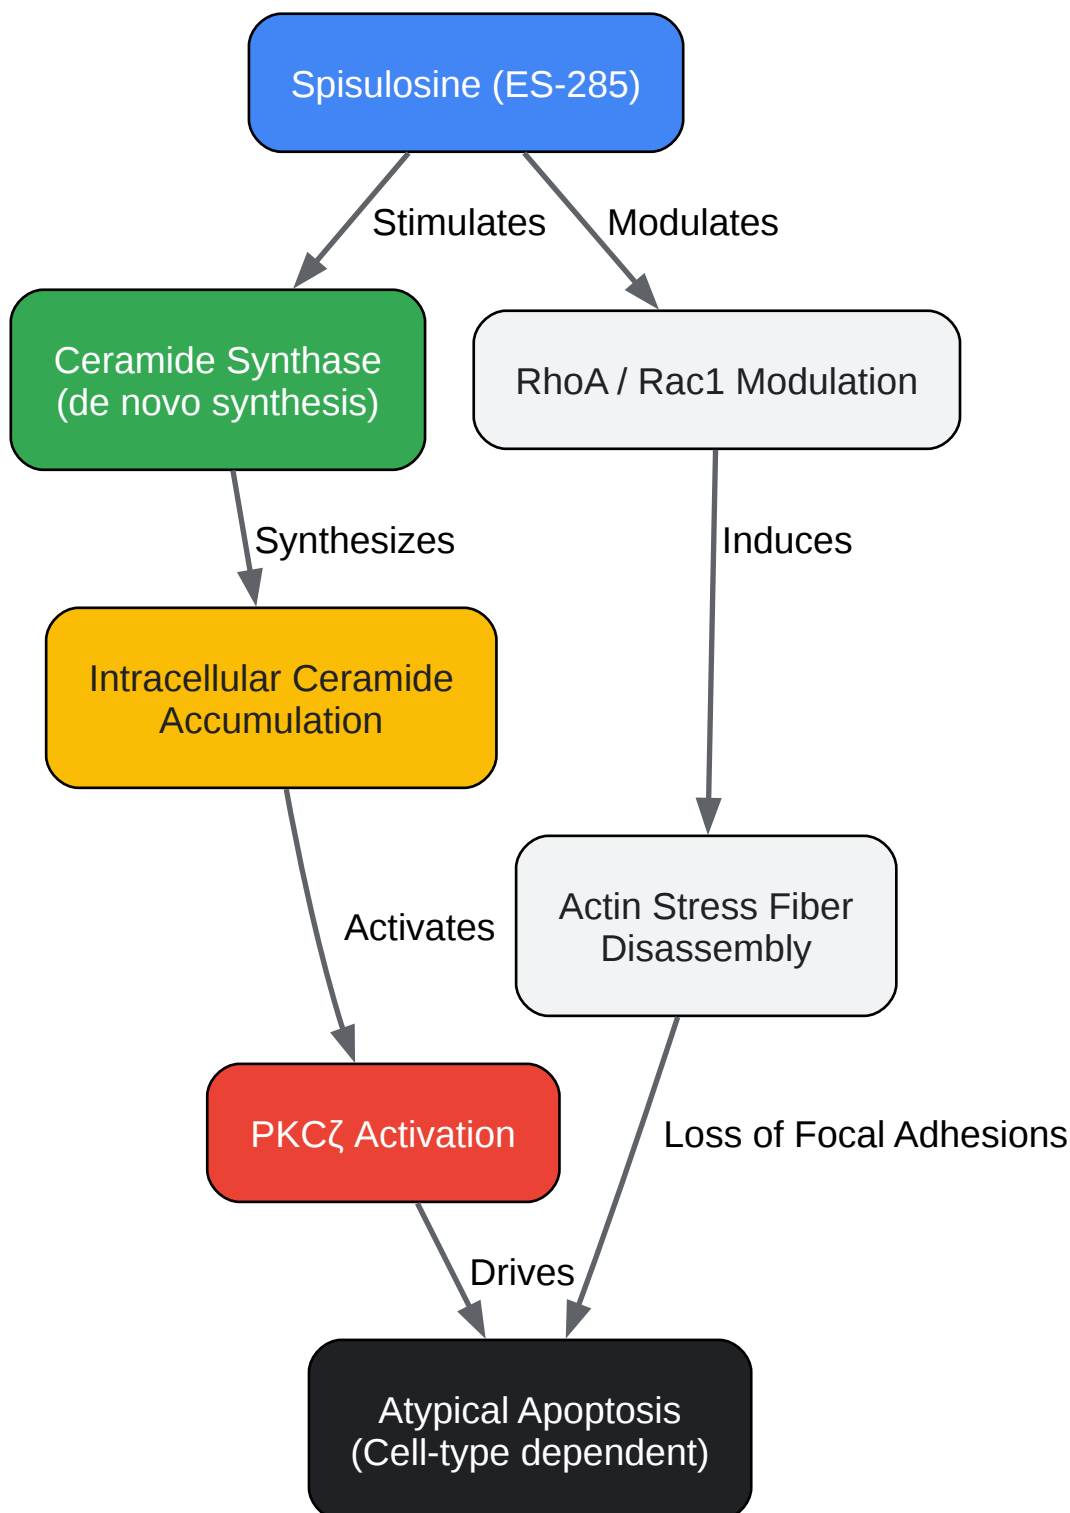 Spisulosine (ES-285)
Stimulates
Modulates
Ceramide Synthase
(de novo synthesis)
RhoA / Rac1 Modulation
Synthesizes
Induces
Intracellular Ceramide
Accumulation
Activates
Actin Stress Fiber
Disassembly
PKCζ Activation
Loss of Focal Adhesions
Drives
Atypical Apoptosis
(Cell-type dependent)